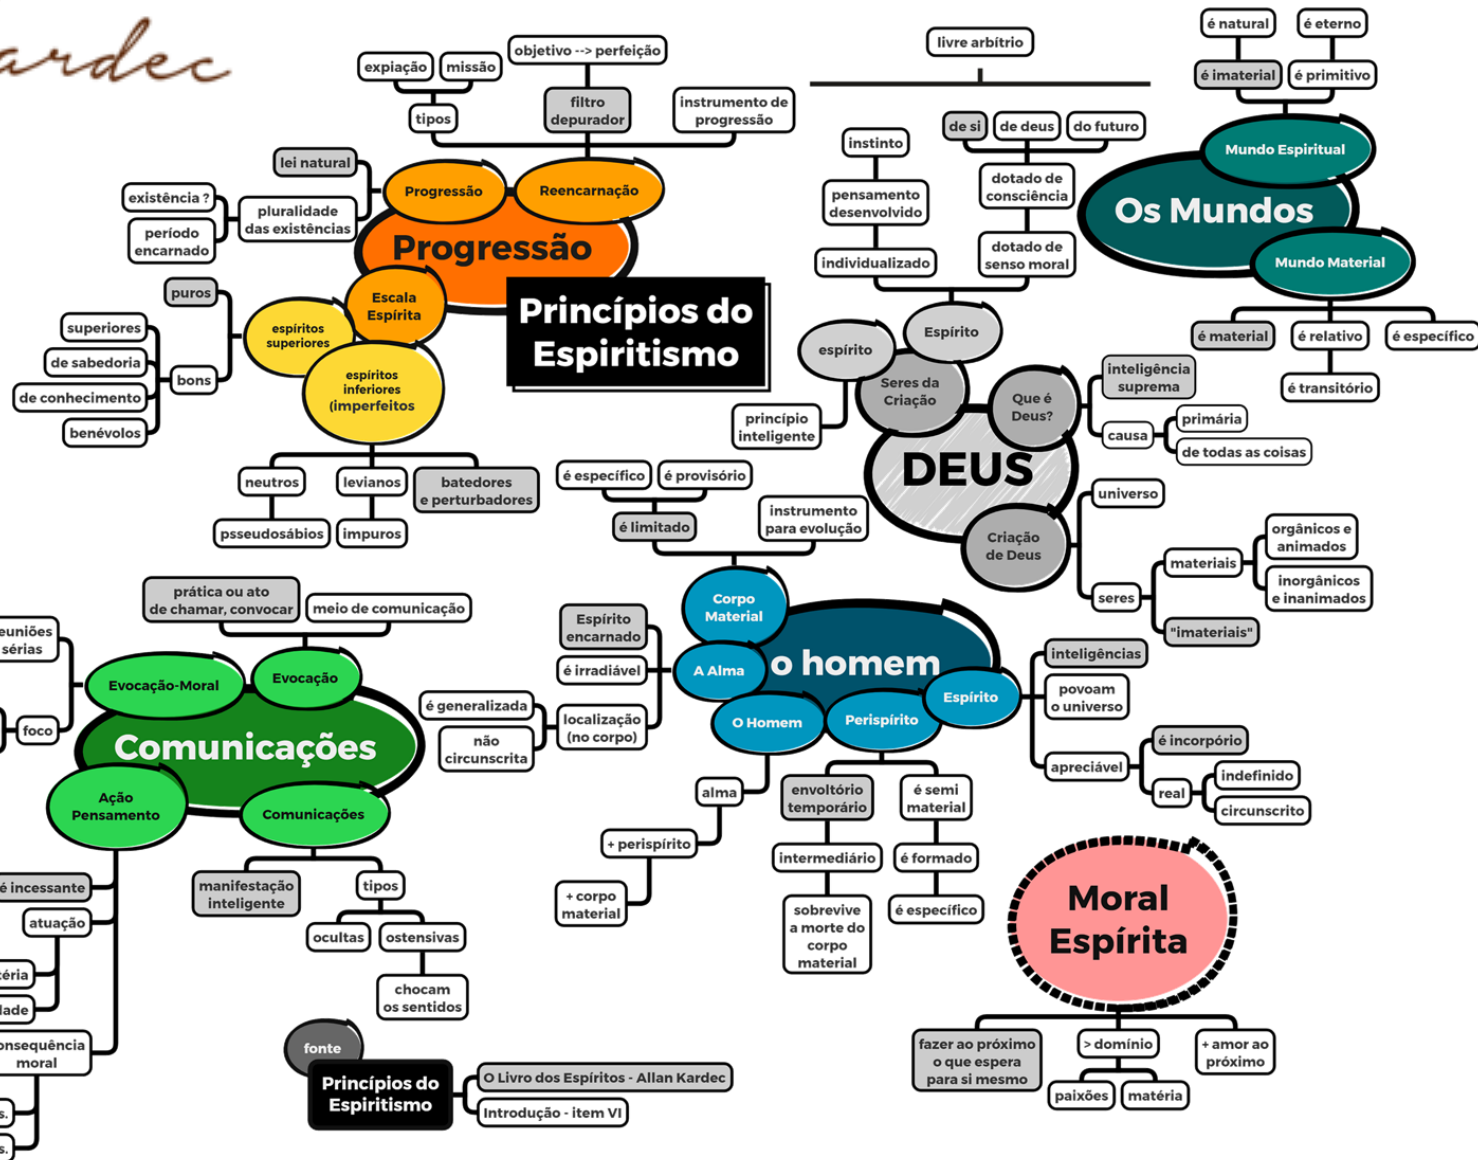 objetivo --> perfeição
expiação
missão
filtro
depurador
instrumento de
progressão
tipos
lei natural
existência ?
período
encarnado
pluralidade
das existências
Progressão
Reencarnação
Progressão
Escala
Espírita
puros
superiores
de sabedoria
de conhecimento
benévolos
bons
espíritos
superiores
espíritos
inferiores
(imperfeitos
neutros
levianos
batedores
e perturbadores
psseudosábios
impuros
Princípios do
Espiritismo
livre arbítrio
instinto
de si
de deus
do futuro
pensamento
desenvolvido
dotado de
consciência
individualizado
dotado de
senso moral
espírito
Espírito
Seres da
Criação
princípio
inteligente
Que é
Deus?
inteligência
suprema
causa
primária
de todas as coisas
DEUS
Criação
de Deus
universo
seres
materiais
orgânicos e
animados
inorgânicos
e inanimados
"imateriais"
é natural
é eterno
é imaterial
é primitivo
Mundo Espiritual
Os Mundos
Mundo Material
é material
é relativo
é específico
é transitório
é específico
é provisório
é limitado
instrumento
para evolução
Corpo
Material
o homem
A Alma
O Homem
Perispírito
Espírito
Espírito
encarnado
é irradiável
localização
(no corpo)
é generalizada
não
circunscrita
alma
+ perispírito
+ corpo
material
envoltório
temporário
intermediário
sobrevive
a morte do
corpo
material
é semi
material
é formado
é específico
inteligências
povoam
o universo
apreciável
é incorpório
real
indefinido
circunscrito
prática ou ato
de chamar, convocar
meio de comunicação
sérias
foco
Evocação-Moral
Evocação
Comunicações
Ação
Pensamento
Comunicações
é incessante
atuação
moral
manifestação
inteligente
tipos
ocultas
ostensivas
chocam
os sentidos
Moral
Espírita
fazer ao próximo
o que espera
para si mesmo
> domínio
paixões
matéria
+ amor ao
próximo
fonte
Princípios do
Espiritismo
O Livro dos Espíritos - Allan Kardec
Introdução - item VI